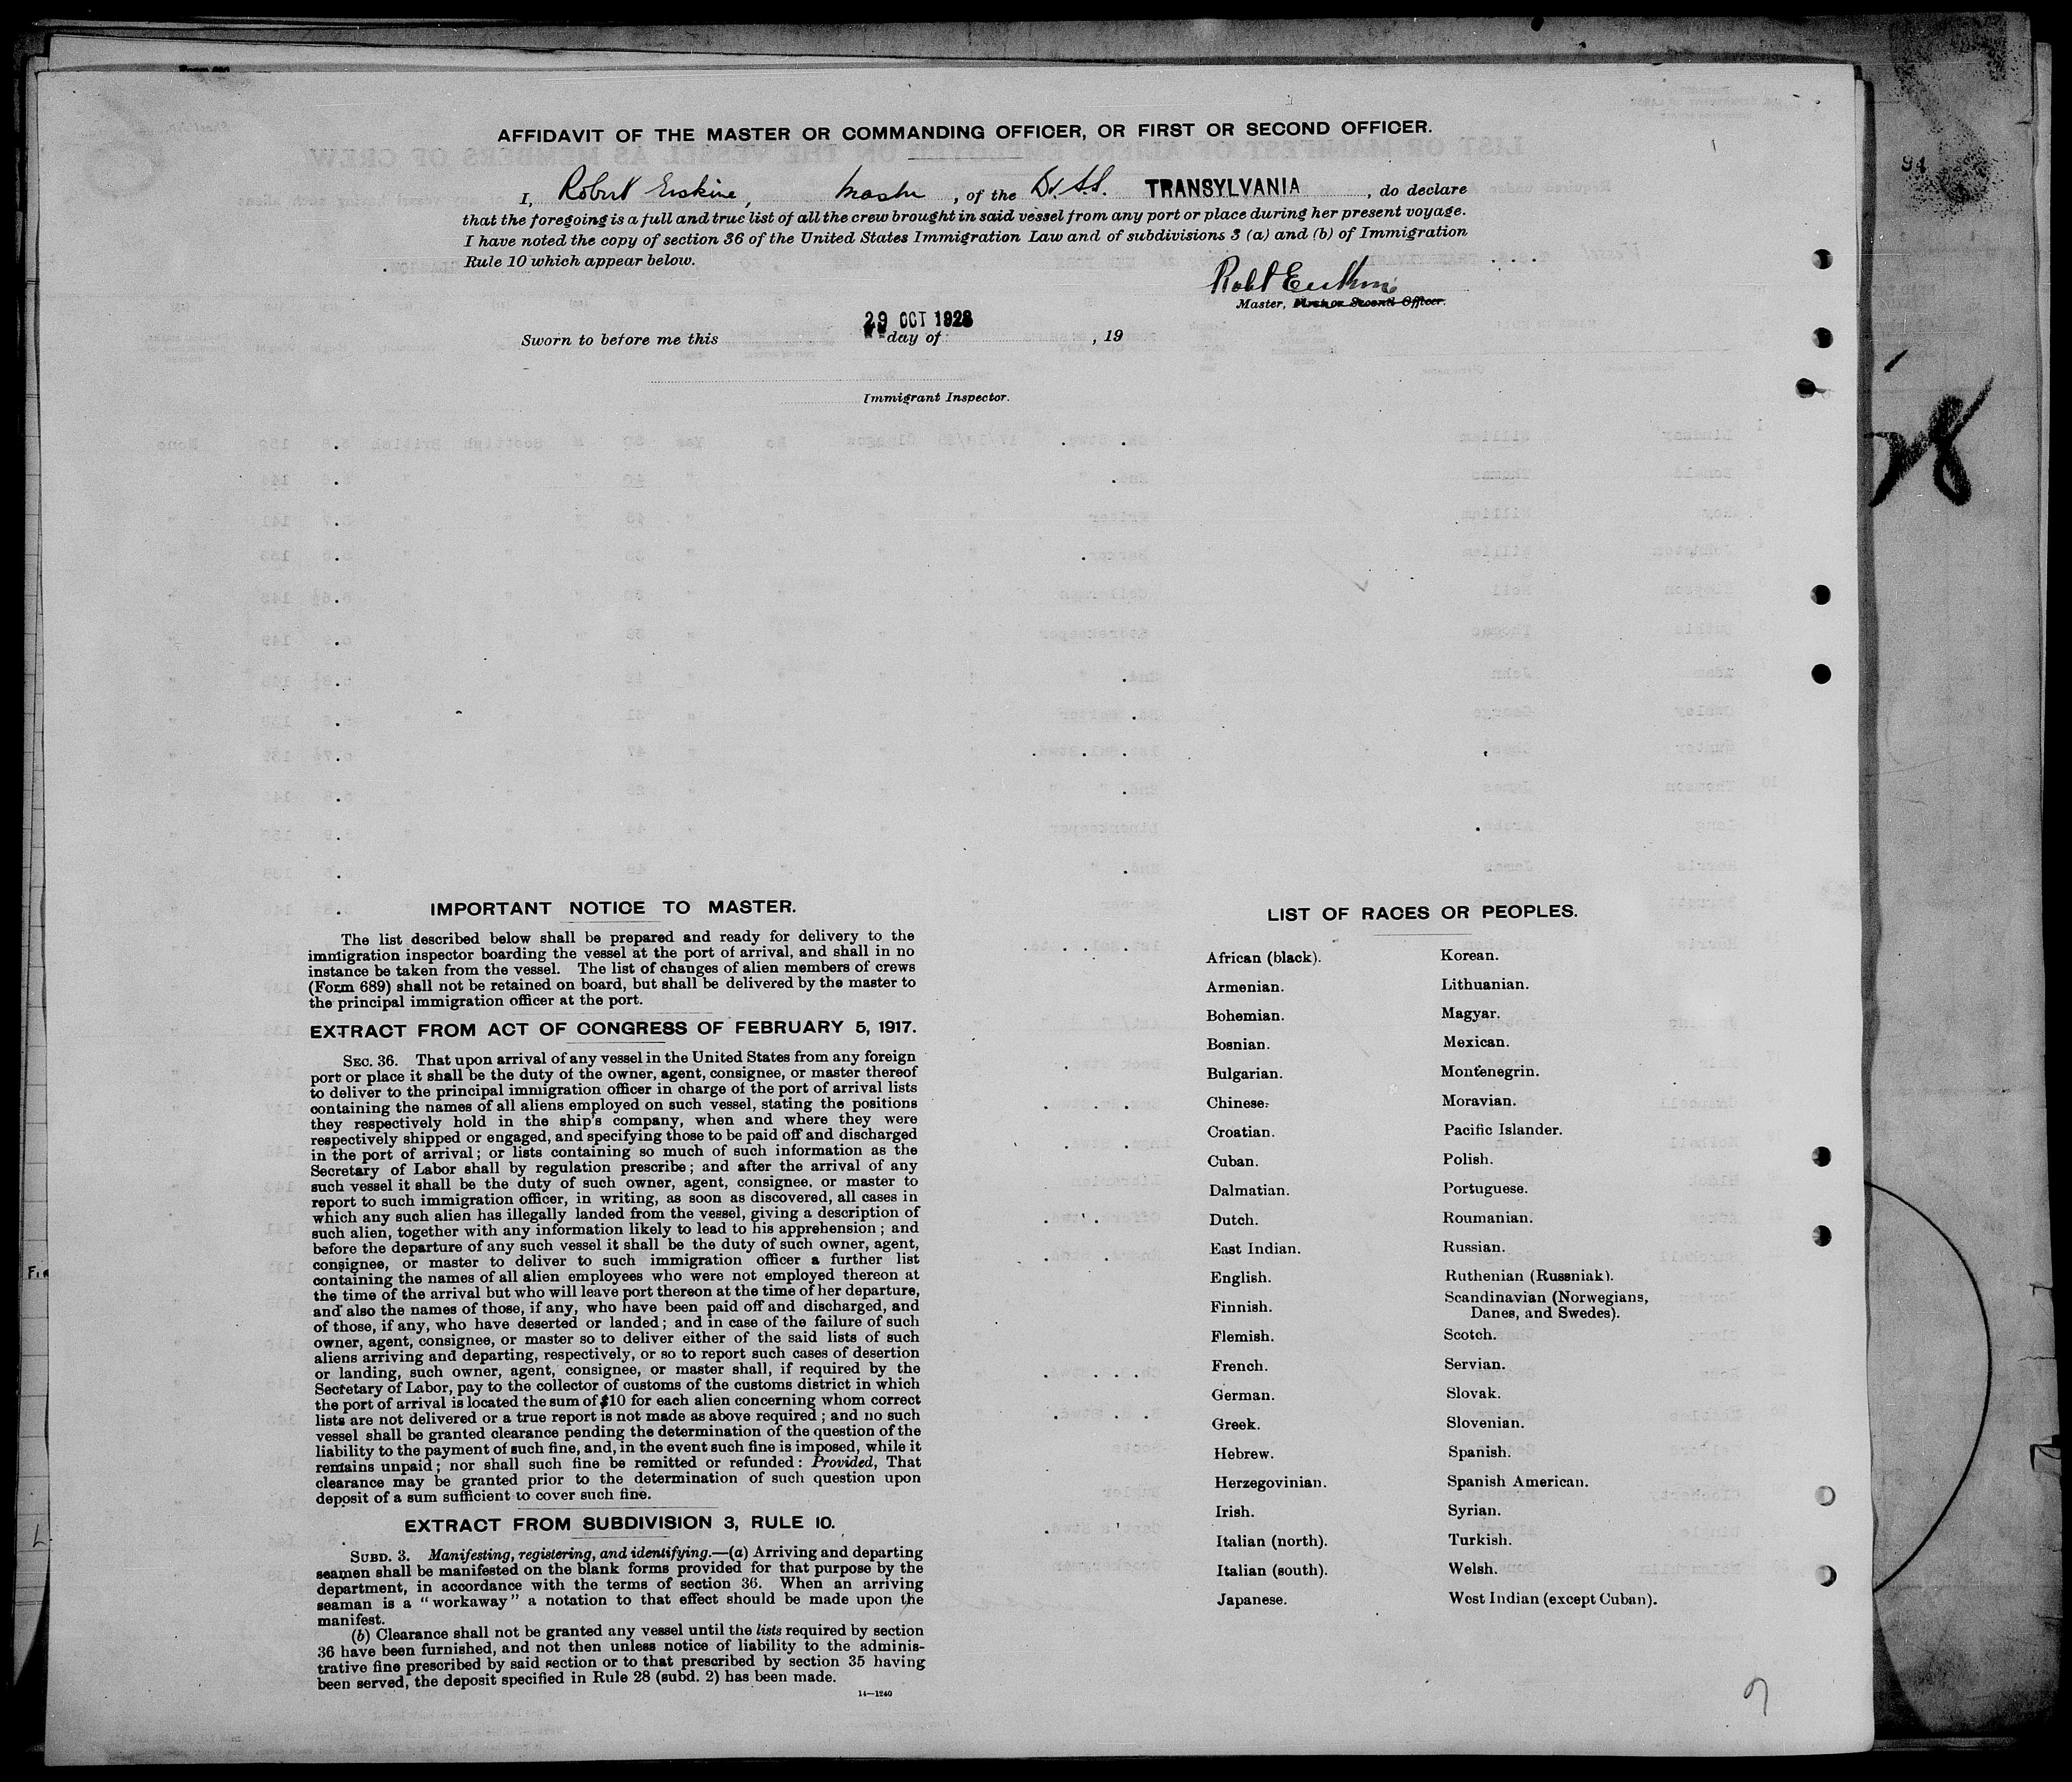 AFFIDAVIT OF THE MASTER OR COMMANDING OFFICER, OR FIRST OR SECOND OFFICER.
I, Robert Erskine, Master, of the S.S. TRANSYLVANIA, do declare
that the foregoing is a full and true list of all the crew brought in said vessel from any port or place during her present voyage.
I have noted the copy of section 36 of the United States Immigration Law and of subdivisions 3 (a) and (b) of Immigration
Rule 10 which appear below.
Robt Erskine
Master, First or Second Officer.
29 OCT 1928
Sworn to before me this day of , 19
Immigrant Inspector.
IMPORTANT NOTICE TO MASTER.
The list described below shall be prepared and ready for delivery to the
immigration inspector boarding the vessel at the port of arrival, and shall in no
instance be taken from the vessel. The list of changes of alien members of crews
(Form 689) shall not be retained on board, but shall be delivered by the master to
the principal immigration officer at the port.
EXTRACT FROM ACT OF CONGRESS OF FEBRUARY 5, 1917.
SEC. 36. That upon arrival of any vessel in the United States from any foreign
port or place it shall be the duty of the owner, agent, consignee, or master thereof
to deliver to the principal immigration officer in charge of the port of arrival lists
containing the names of all aliens employed on such vessel, stating the positions
they respectively hold in the ship's company, when and where they were
respectively shipped or engaged, and specifying those to be paid off and discharged
in the port of arrival; or lists containing so much of such information as the
Secretary of Labor shall by regulation prescribe; and after the arrival of any
such vessel it shall be the duty of such owner, agent, consignee, or master to
report to such immigration officer, in writing, as soon as discovered, all cases in
which any such alien has illegally landed from the vessel, giving a description of
such alien, together with any information likely to lead to his apprehension; and
before the departure of any such vessel it shall be the duty of such owner, agent,
consignee, or master to deliver to such immigration officer a further list
containing the names of all alien employees who were not employed thereon at
the time of the arrival but who will leave port thereon at the time of her departure,
and also the names of those, if any, who have been paid off and discharged, and
of those, if any, who have deserted or landed; and in case of the failure of such
owner, agent, consignee, or master so to deliver either of the said lists of such
aliens arriving and departing, respectively, or so to report such cases of desertion
or landing, such owner, agent, consignee, or master shall, if required by the
Secretary of Labor, pay to the collector of customs of the customs district in which
the port of arrival is located the sum of $10 for each alien concerning whom correct
lists are not delivered or a true report is not made as above required; and no such
vessel shall be granted clearance pending the determination of the question of the
liability to the payment of such fine, and, in the event such fine is imposed, while it
remains unpaid; nor shall such fine be remitted or refunded: Provided, That
clearance may be granted prior to the determination of such question upon
deposit of a sum sufficient to cover such fine.
EXTRACT FROM SUBDIVISION 3, RULE 10.
SUBD. 3. Manifesting, registering, and identifying.—(a) Arriving and departing
seamen shall be manifested on the blank forms provided for that purpose by the
department, in accordance with the terms of section 36. When an arriving
seaman is a "workaway" a notation to that effect should be made upon the
manifest.
(b) Clearance shall not be granted any vessel until the lists required by section
36 have been furnished, and not then unless notice of liability to the adminis-
trative fine prescribed by said section or to that prescribed by section 35 having
been served, the deposit specified in Rule 28 (subd. 2) has been made.
14—1240
LIST OF RACES OR PEOPLES.
African (black).
Armenian.
Bohemian.
Bosnian.
Bulgarian.
Chinese.
Croatian.
Cuban.
Dalmatian.
Dutch.
East Indian.
English.
Finnish.
Flemish.
French.
German.
Greek.
Hebrew.
Herzegovinian.
Irish.
Italian (north).
Italian (south).
Japanese.
Korean.
Lithuanian.
Magyar.
Mexican.
Montenegrin.
Moravian.
Pacific Islander.
Polish.
Portuguese.
Roumanian.
Russian.
Ruthenian (Russniak).
Scandinavian (Norwegians,
Danes, and Swedes).
Scotch.
Servian.
Slovak.
Slovenian.
Spanish.
Spanish American.
Syrian.
Turkish.
Welsh.
West Indian (except Cuban).
94
28